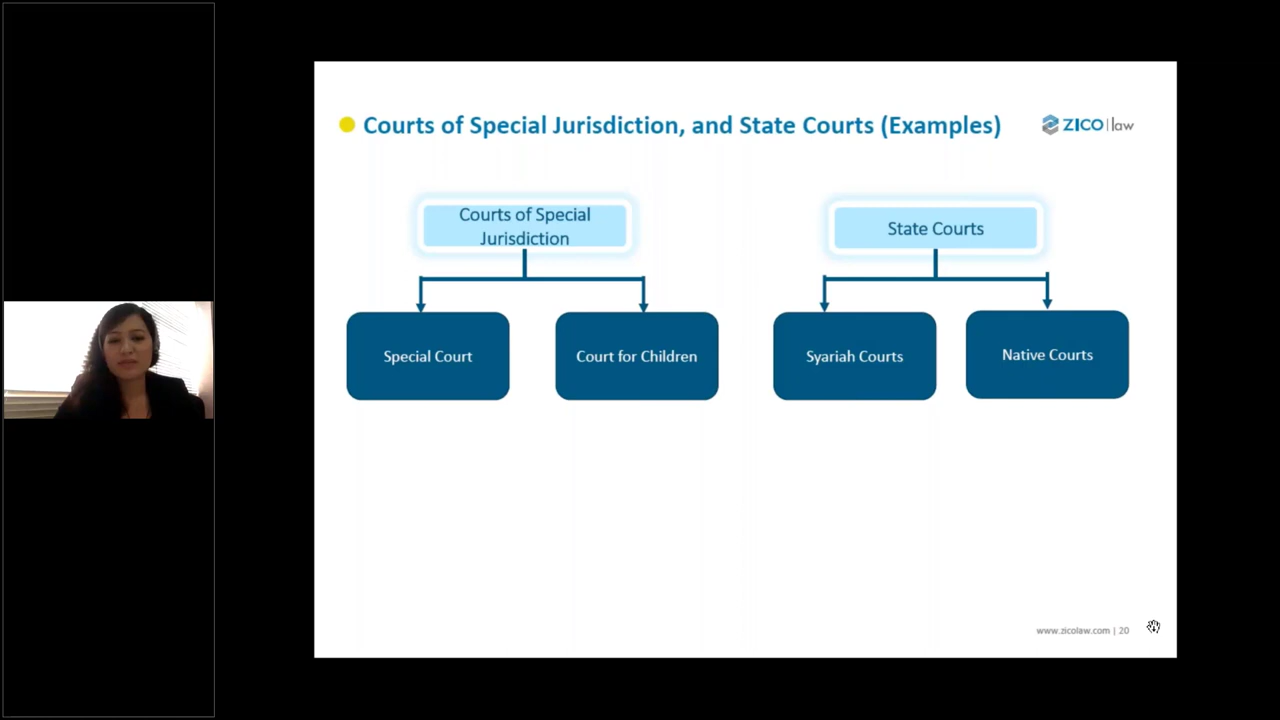 Courts of Special Jurisdiction, and State Courts (Examples)
ZICO law
Courts of Special
Jurisdiction
State Courts
Special Court
Court for Children
Syariah Courts
Native Courts
www.zicolaw.com | 20